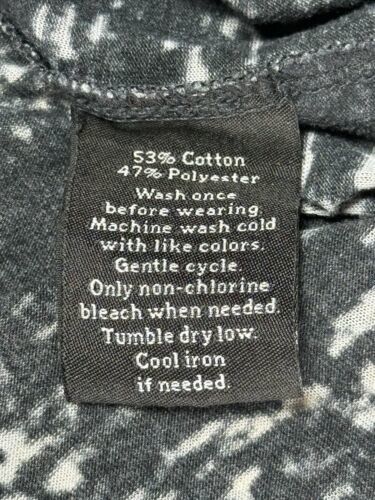 53% Cotton
47% Polyester
Wash once
before wearing.
Machine wash cold
with like colors.
Gentle cycle.
Only non-chlorine
bleach when needed.
Tumble dry low.
Cool iron
if needed.